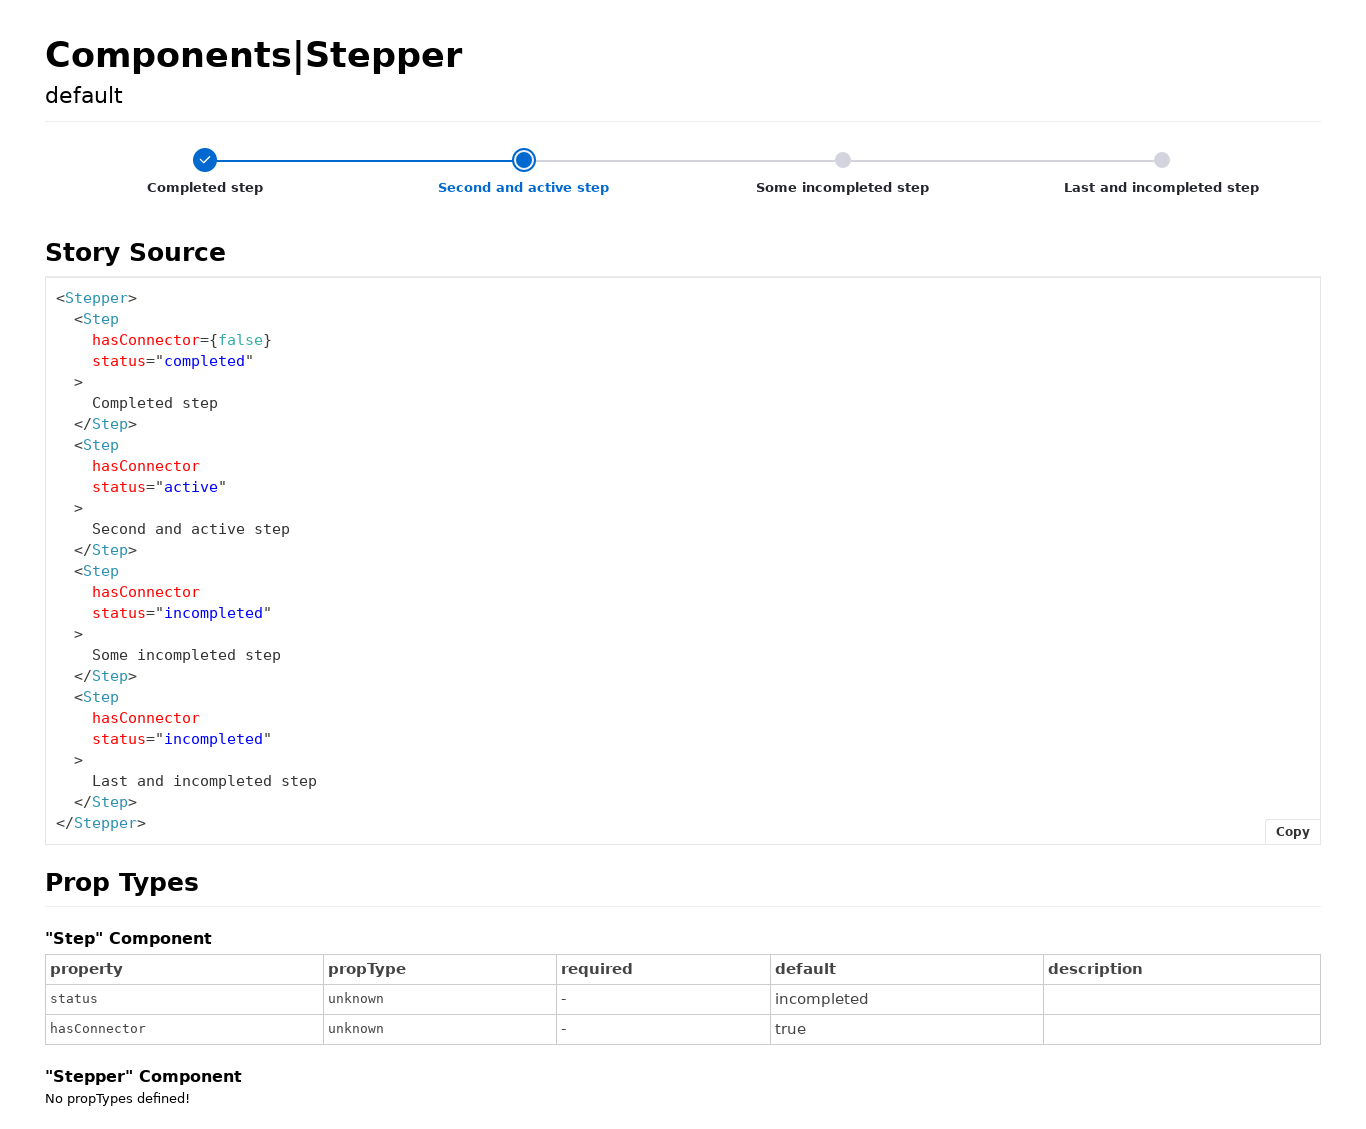 Components|Stepper
default
Completed step
Second and active step
Some incompleted step
Last and incompleted step
Story Source
<Stepper>
  <Step
    hasConnector={false}
    status="completed"
  >
    Completed step
  </Step>
  <Step
    hasConnector
    status="active"
  >
    Second and active step
  </Step>
  <Step
    hasConnector
    status="incompleted"
  >
    Some incompleted step
  </Step>
  <Step
    hasConnector
    status="incompleted"
  >
    Last and incompleted step
  </Step>
</Stepper>
Copy
Prop Types
"Step" Component
property propType required default description
status unknown - incompleted
hasConnector unknown - true
"Stepper" Component
No propTypes defined!